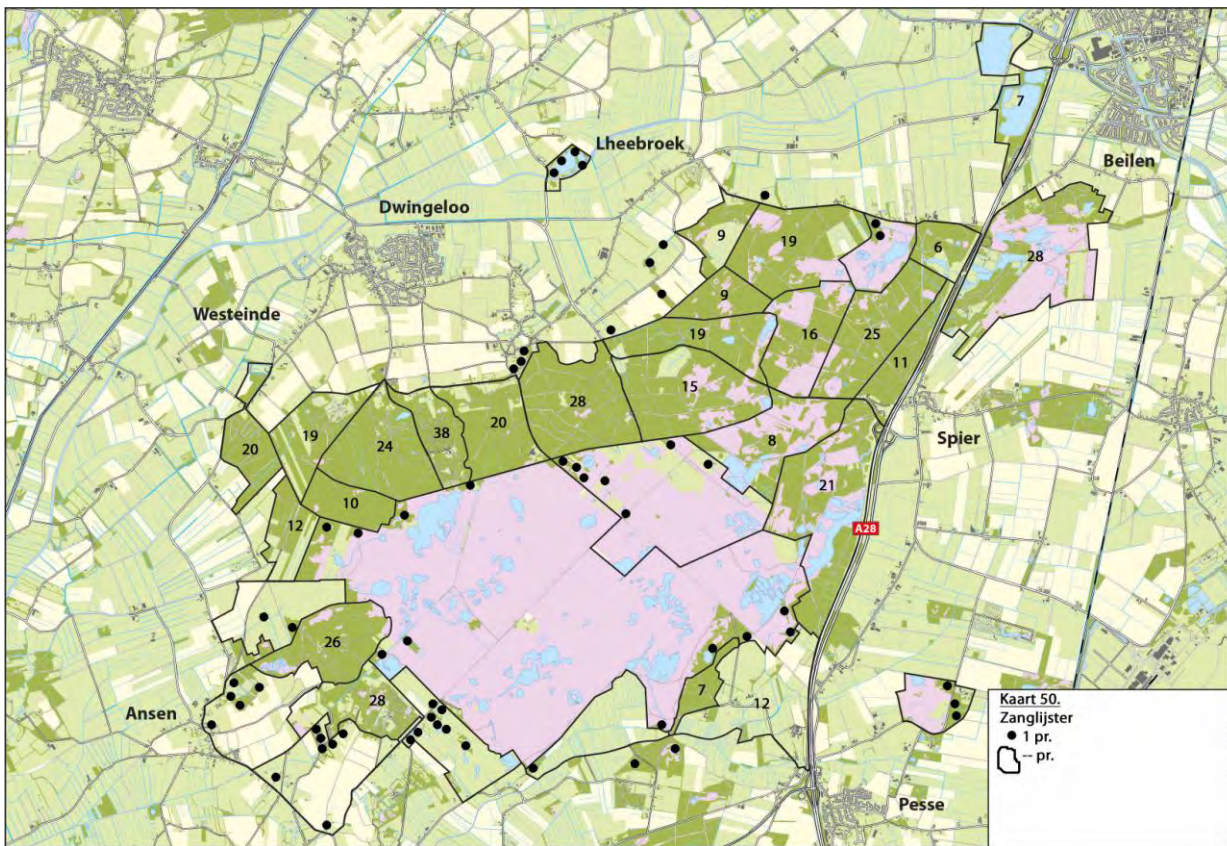 Lheebroek
7
Beilen
Dwingeloo
9
19
6
28
Westeinde
9
19
16
25
11
15
28
38
20
24
19
20
8
Spier
21
10
12
A28
26
7
12
28
Ansen
Pesse
Kaart 50.
Zanglijster
1 pr.
-- pr.